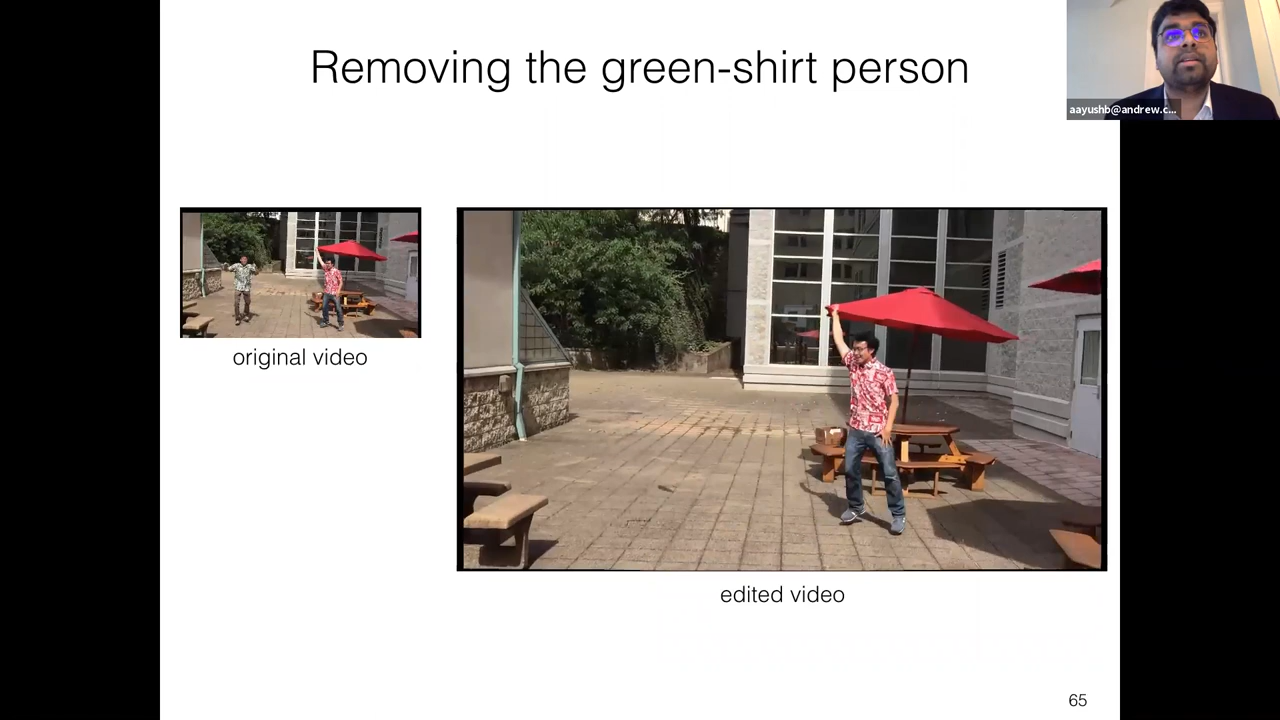 Removing the green-shirt person
aayushb@andrew.c...
original video
edited video
65